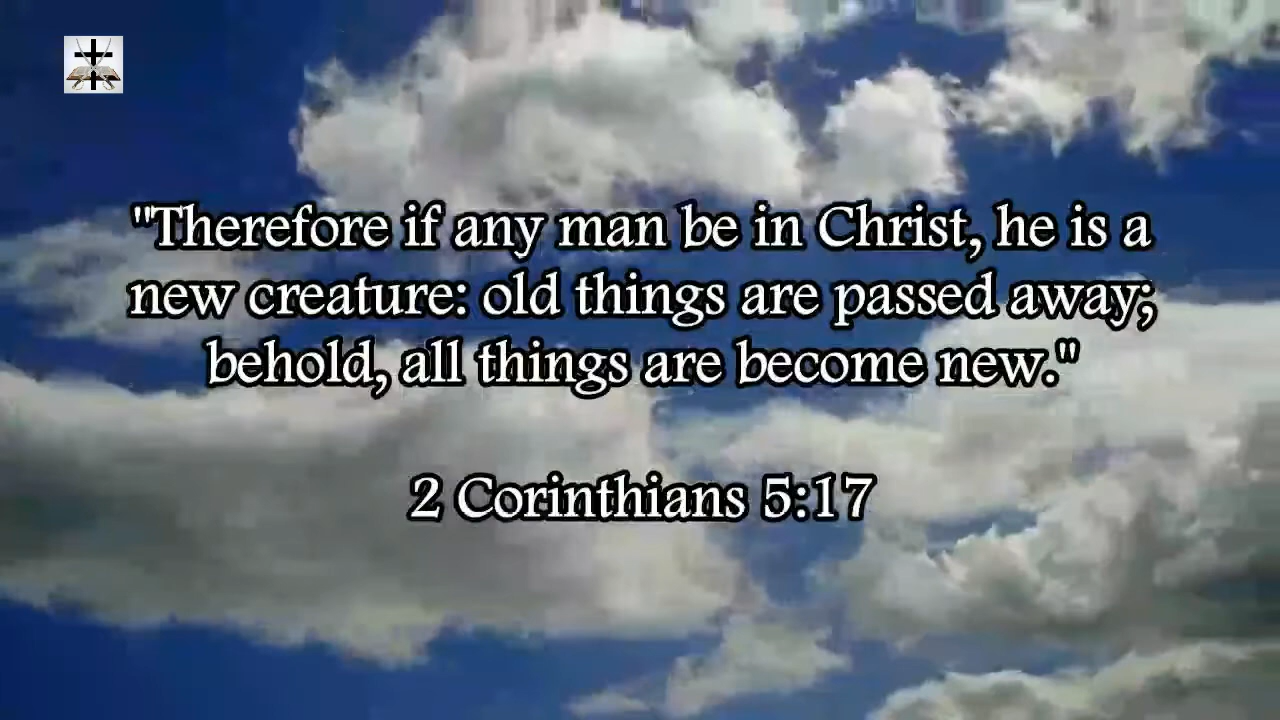 "Therefore if any man be in Christ, he is a
new creature: old things are passed away;
behold, all things are become new."
2 Corinthians 5:17